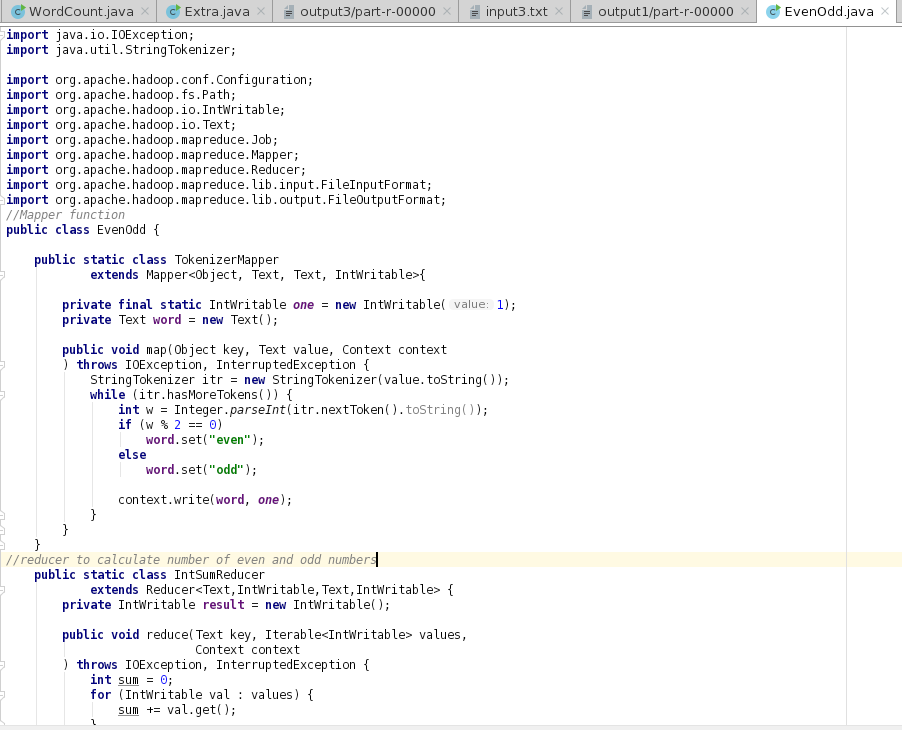 WordCount.java Extra.java output3/part-r-00000 input3.txt output1/part-r-00000 EvenOdd.java
import java.io.IOException;
import java.util.StringTokenizer;
import org.apache.hadoop.conf.Configuration;
import org.apache.hadoop.fs.Path;
import org.apache.hadoop.io.IntWritable;
import org.apache.hadoop.io.Text;
import org.apache.hadoop.mapreduce.Job;
import org.apache.hadoop.mapreduce.Mapper;
import org.apache.hadoop.mapreduce.Reducer;
import org.apache.hadoop.mapreduce.lib.input.FileInputFormat;
import org.apache.hadoop.mapreduce.lib.output.FileOutputFormat;
//Mapper function
public class EvenOdd {
public static class TokenizerMapper
extends Mapper<Object, Text, Text, IntWritable>{
private final static IntWritable one = new IntWritable( value: 1);
private Text word = new Text();
public void map(Object key, Text value, Context context
) throws IOException, InterruptedException {
StringTokenizer itr = new StringTokenizer(value.toString());
while (itr.hasMoreTokens()) {
int w = Integer.parseInt(itr.nextToken().toString());
if (w % 2 == 0)
word.set("even");
else
word.set("odd");
context.write(word, one);
}
}
}
//reducer to calculate number of even and odd numbers
public static class IntSumReducer
extends Reducer<Text,IntWritable,Text,IntWritable> {
private IntWritable result = new IntWritable();
public void reduce(Text key, Iterable<IntWritable> values,
Context context
) throws IOException, InterruptedException {
int sum = 0;
for (IntWritable val : values) {
sum += val.get();
}